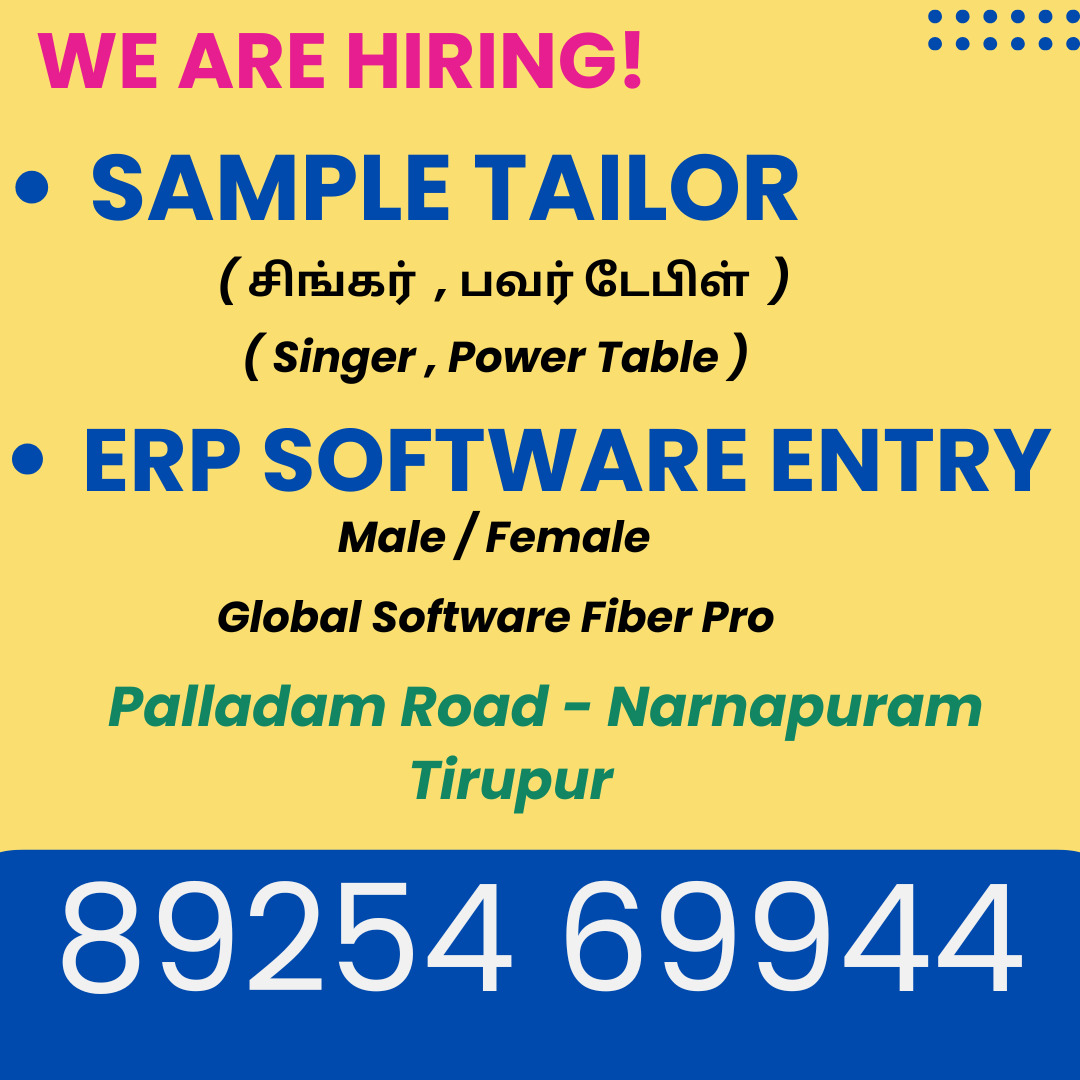 WE ARE HIRING!
• SAMPLE TAILOR
( சிங்கர் , பவர் டேபிள் )
( Singer , Power Table )
• ERP SOFTWARE ENTRY
Male / Female
Global Software Fiber Pro
Palladam Road - Narnapuram
Tirupur
89254 69944